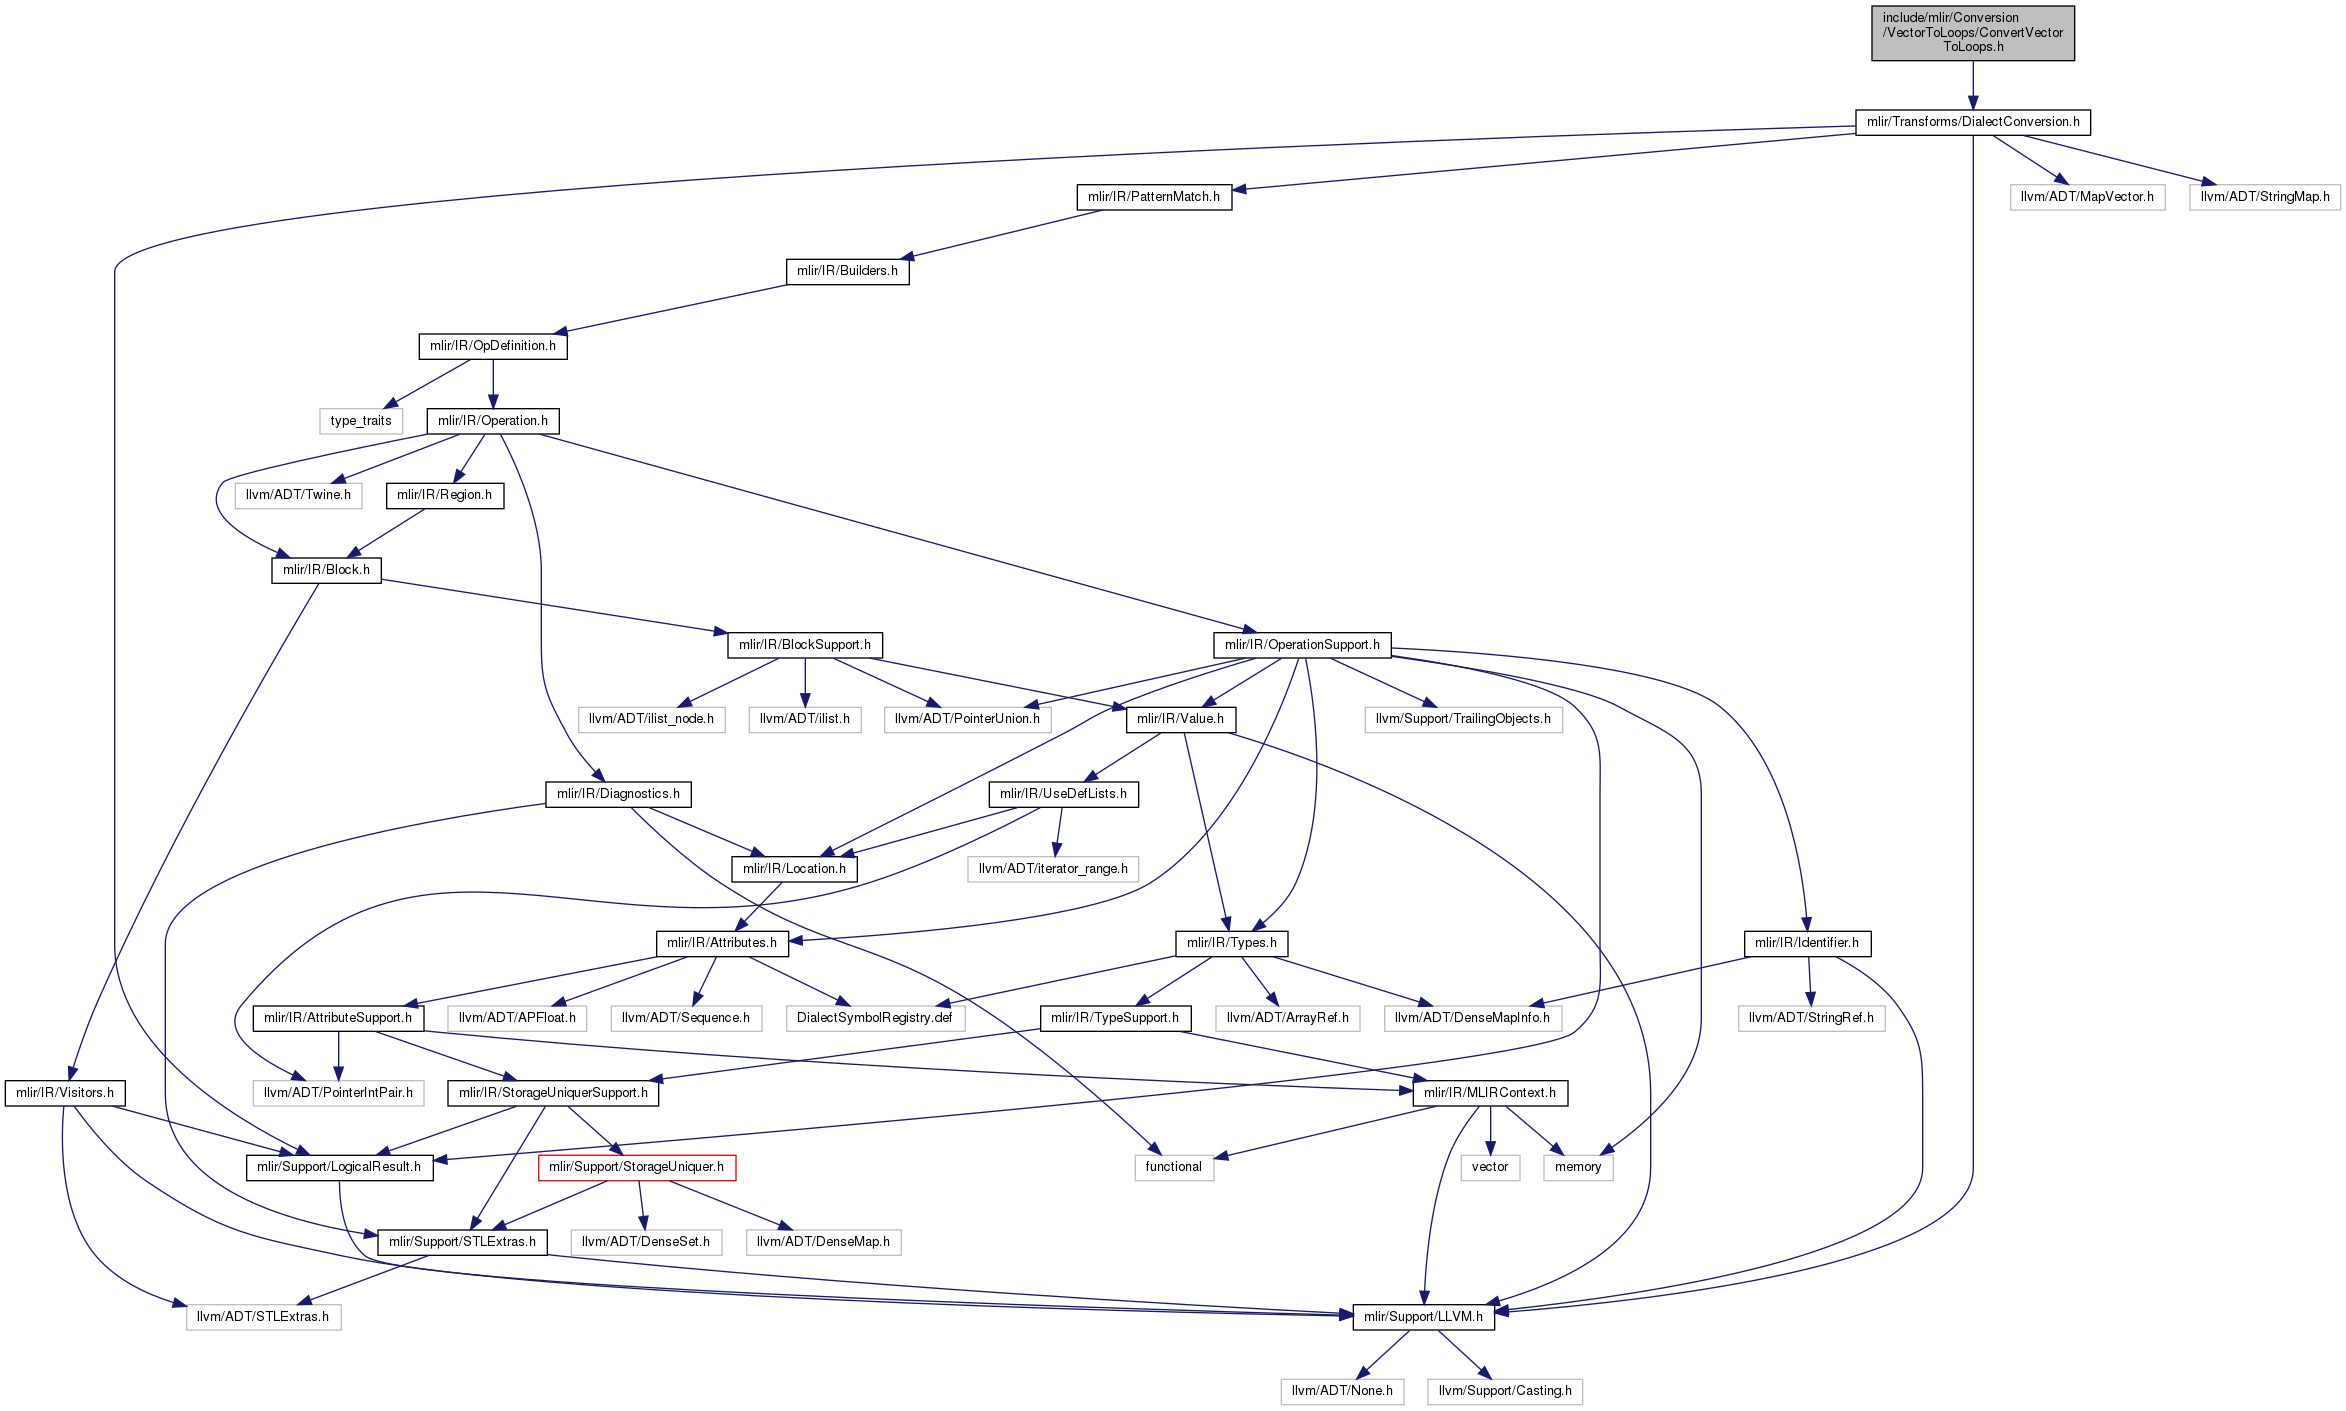 include/mlir/Conversion
/VectorToLoops/ConvertVector
ToLoops.h
mlir/Transforms/DialectConversion.h
mlir/IR/PatternMatch.h
llvm/ADT/MapVector.h
llvm/ADT/StringMap.h
mlir/IR/Builders.h
mlir/IR/OpDefinition.h
type_traits
mlir/IR/Operation.h
llvm/ADT/Twine.h
mlir/IR/Region.h
mlir/IR/Block.h
mlir/IR/BlockSupport.h
mlir/IR/OperationSupport.h
llvm/ADT/ilist_node.h
llvm/ADT/ilist.h
llvm/ADT/PointerUnion.h
mlir/IR/Value.h
llvm/Support/TrailingObjects.h
mlir/IR/Diagnostics.h
mlir/IR/UseDefLists.h
mlir/IR/Location.h
llvm/ADT/iterator_range.h
mlir/IR/Attributes.h
mlir/IR/Types.h
mlir/IR/Identifier.h
mlir/IR/AttributeSupport.h
llvm/ADT/APFloat.h
llvm/ADT/Sequence.h
DialectSymbolRegistry.def
mlir/IR/TypeSupport.h
llvm/ADT/ArrayRef.h
llvm/ADT/DenseMapInfo.h
llvm/ADT/StringRef.h
mlir/IR/Visitors.h
llvm/ADT/PointerIntPair.h
mlir/IR/StorageUniquerSupport.h
mlir/IR/MLIRContext.h
mlir/Support/LogicalResult.h
mlir/Support/StorageUniquer.h
functional
vector
memory
mlir/Support/STLExtras.h
llvm/ADT/DenseSet.h
llvm/ADT/DenseMap.h
llvm/ADT/STLExtras.h
mlir/Support/LLVM.h
llvm/ADT/None.h
llvm/Support/Casting.h